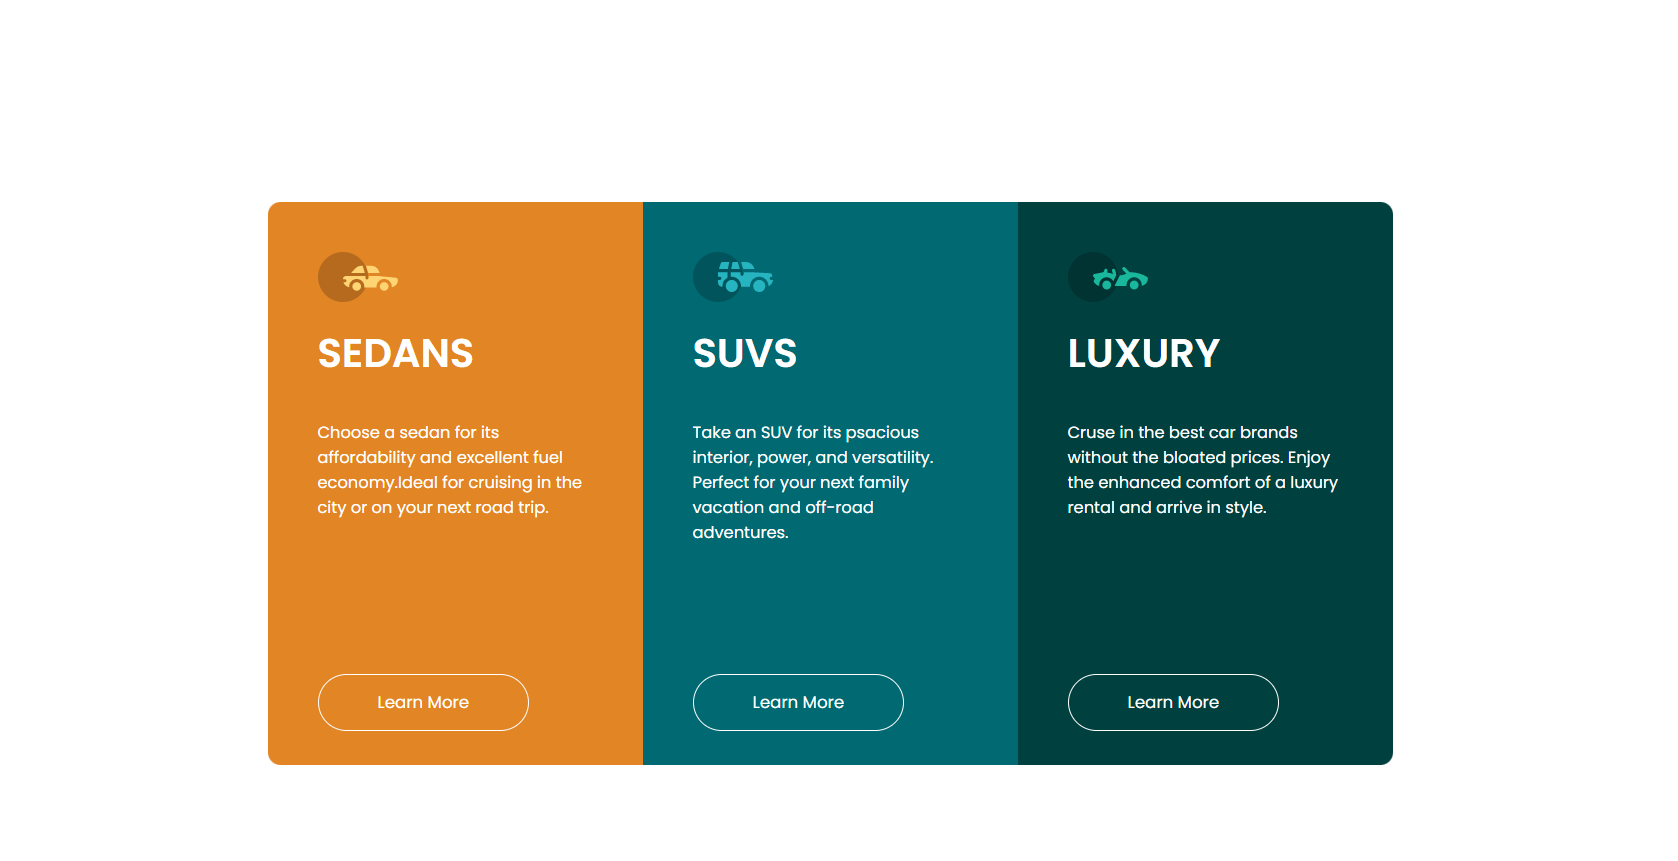 SEDANS
Choose a sedan for its
affordability and excellent fuel
economy.Ideal for cruising in the
city or on your next road trip.
Learn More
SUVS
Take an SUV for its psacious
interior, power, and versatility.
Perfect for your next family
vacation and off-road
adventures.
Learn More
LUXURY
Cruse in the best car brands
without the bloated prices. Enjoy
the enhanced comfort of a luxury
rental and arrive in style.
Learn More